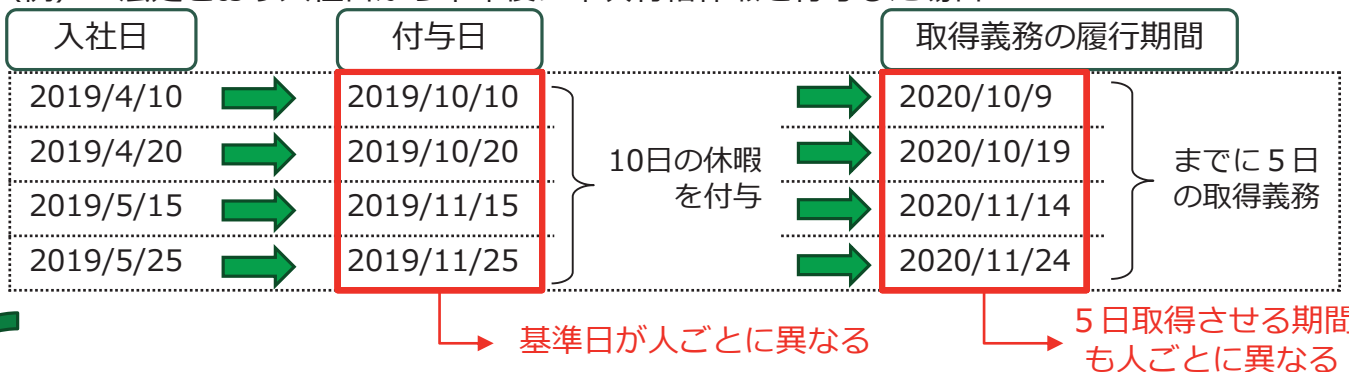 入社日 付与日 取得義務の履行期間
2019/4/10 2019/10/10 2020/10/9
2019/4/20 2019/10/20 2020/10/19
2019/5/15 2019/11/15 2020/11/14
2019/5/25 2019/11/25 2020/11/24
10日の休暇
を付与
までに５日
の取得義務
基準日が人ごとに異なる
５日取得させる期間
も人ごとに異なる